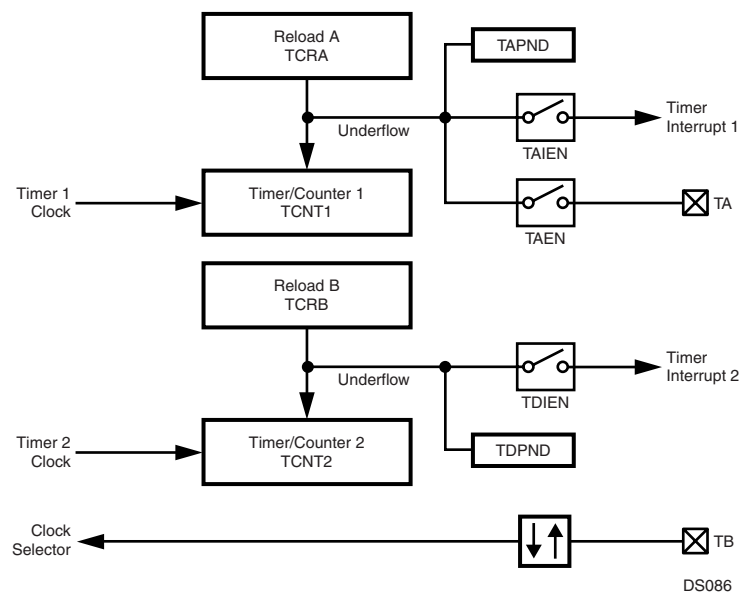 Reload A
TCRA
TAPND
Underflow
Timer
Interrupt 1
TAIEN
Timer 1
Clock
Timer/Counter 1
TCNT1
TA
TAEN
Reload B
TCRB
Underflow
Timer
Interrupt 2
TDIEN
Timer 2
Clock
Timer/Counter 2
TCNT2
TDPND
Clock
Selector
TB
DS086